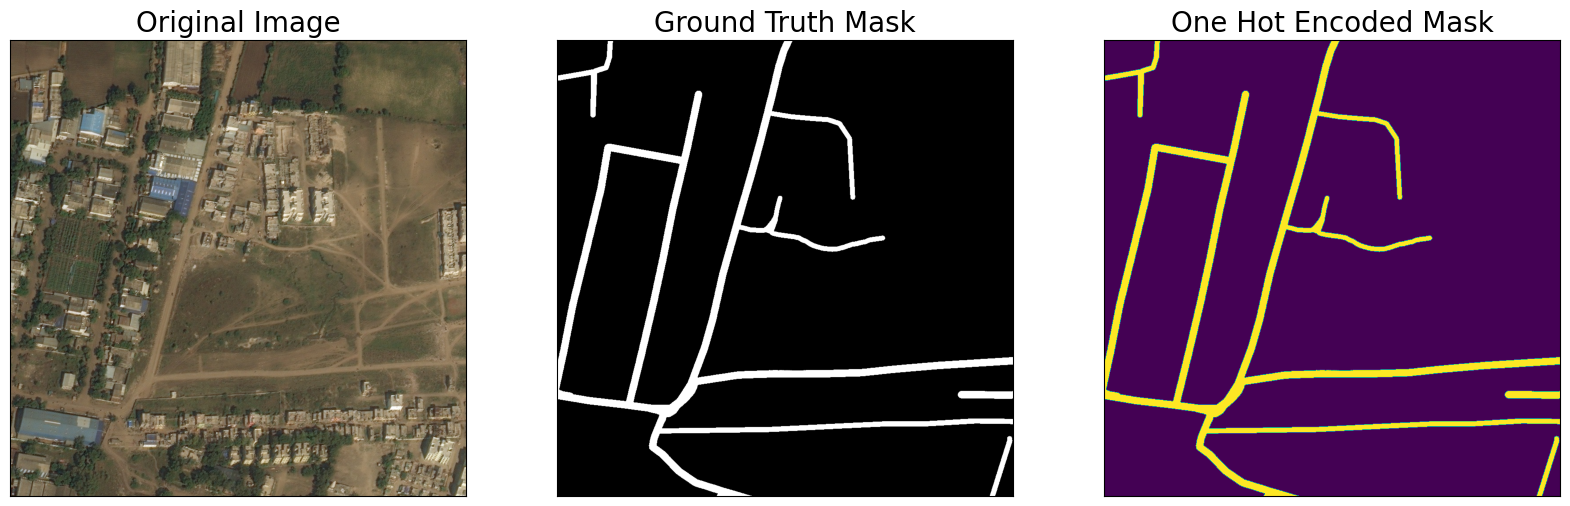 Original Image
Ground Truth Mask
One Hot Encoded Mask